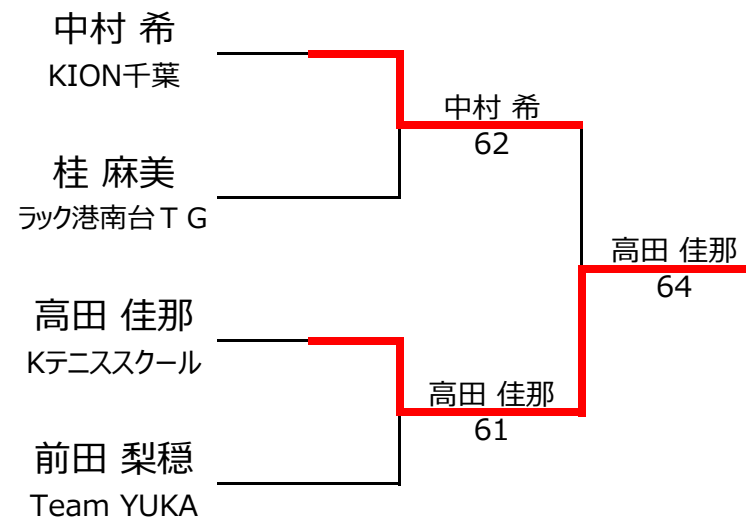 中村 希
KION千葉
中村 希
62
桂 麻美
ラック港南台ＴＧ
高田 佳那
64
高田 佳那
Kテニススクール
高田 佳那
61
前田 梨穏
Team YUKA